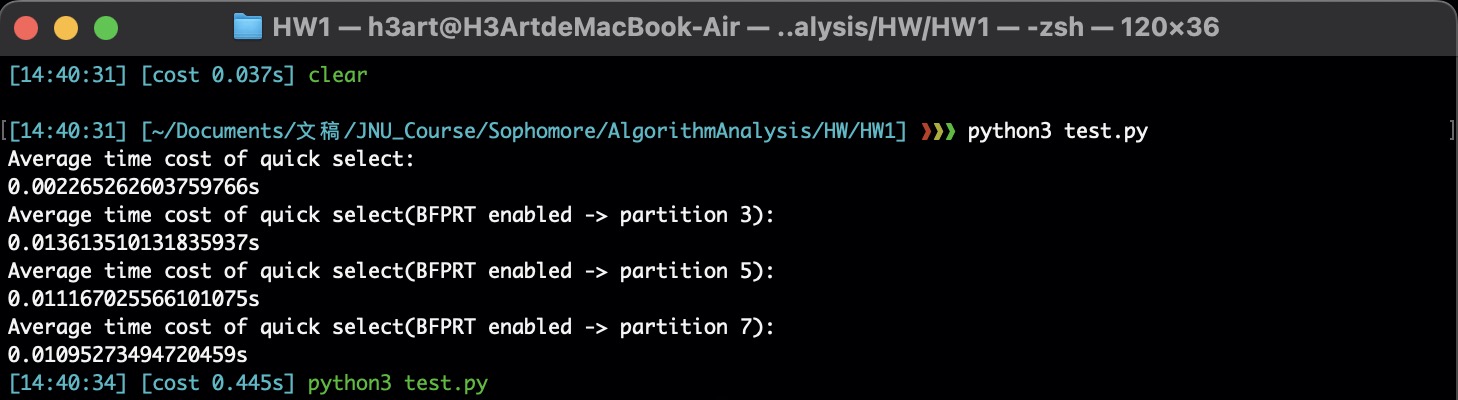 HW1 — h3art@H3ArtdeMacBook-Air — ..alysis/HW/HW1 — -zsh — 120×36
[14:40:31] [cost 0.037s] clear
[[14:40:31] [~/Documents/文稿/JNU_Course/Sophomore/AlgorithmAnalysis/HW/HW1] ❯❯❯ python3 test.py ]
Average time cost of quick select:
0.002265262603759766s
Average time cost of quick select(BFPRT enabled -> partition 3):
0.013613510131835937s
Average time cost of quick select(BFPRT enabled -> partition 5):
0.011167025566101075s
Average time cost of quick select(BFPRT enabled -> partition 7):
0.01095273494720459s
[14:40:34] [cost 0.445s] python3 test.py